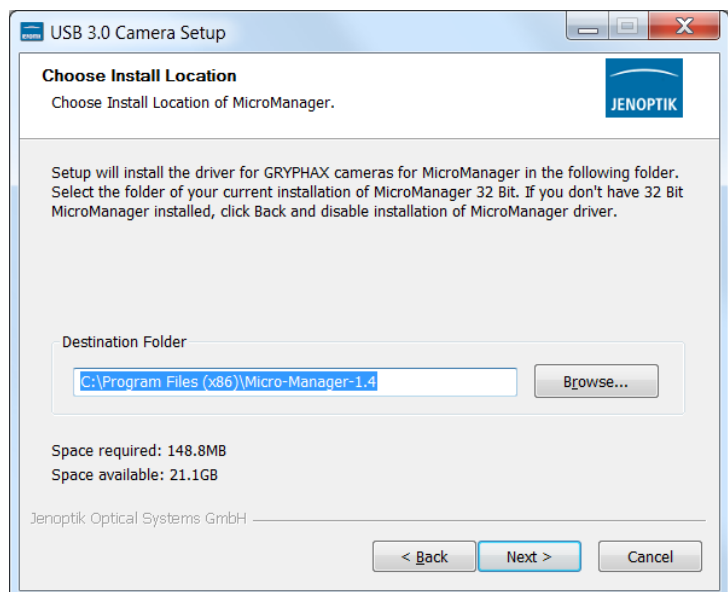 USB 3.0 Camera Setup
Choose Install Location
Choose Install Location of MicroManager.
JENOPTIK
Setup will install the driver for GRYPHAX cameras for MicroManager in the following folder.
Select the folder of your current installation of MicroManager 32 Bit. If you don't have 32 Bit
MicroManager installed, click Back and disable installation of MicroManager driver.
Destination Folder
C:\Program Files (x86)\Micro-Manager-1.4
Browse...
Space required: 148.8MB
Space available: 21.1GB
Jenoptik Optical Systems GmbH
< Back Next > Cancel